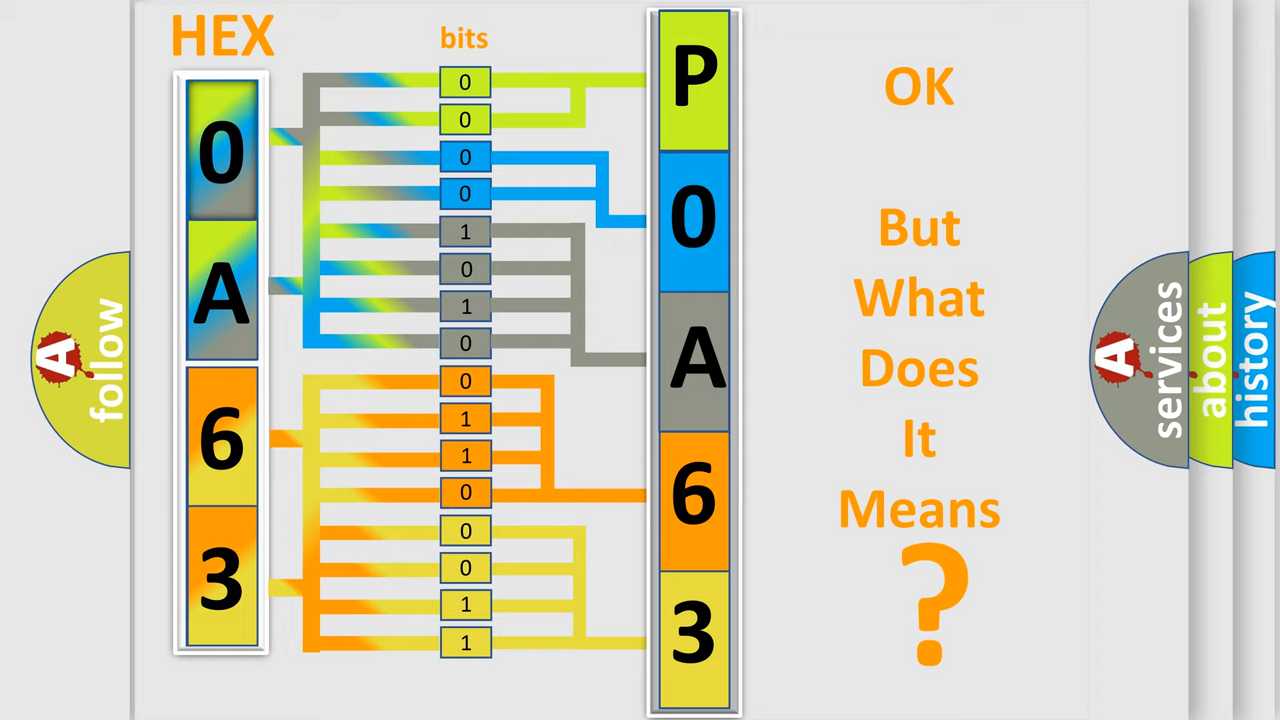 HEX
bits
0
A
6
3
0
0
0
0
1
0
1
0
0
1
1
0
0
0
1
1
P
0
A
6
3
OK
But
What
Does
It
Means
?
A
follow
A
services
about
history